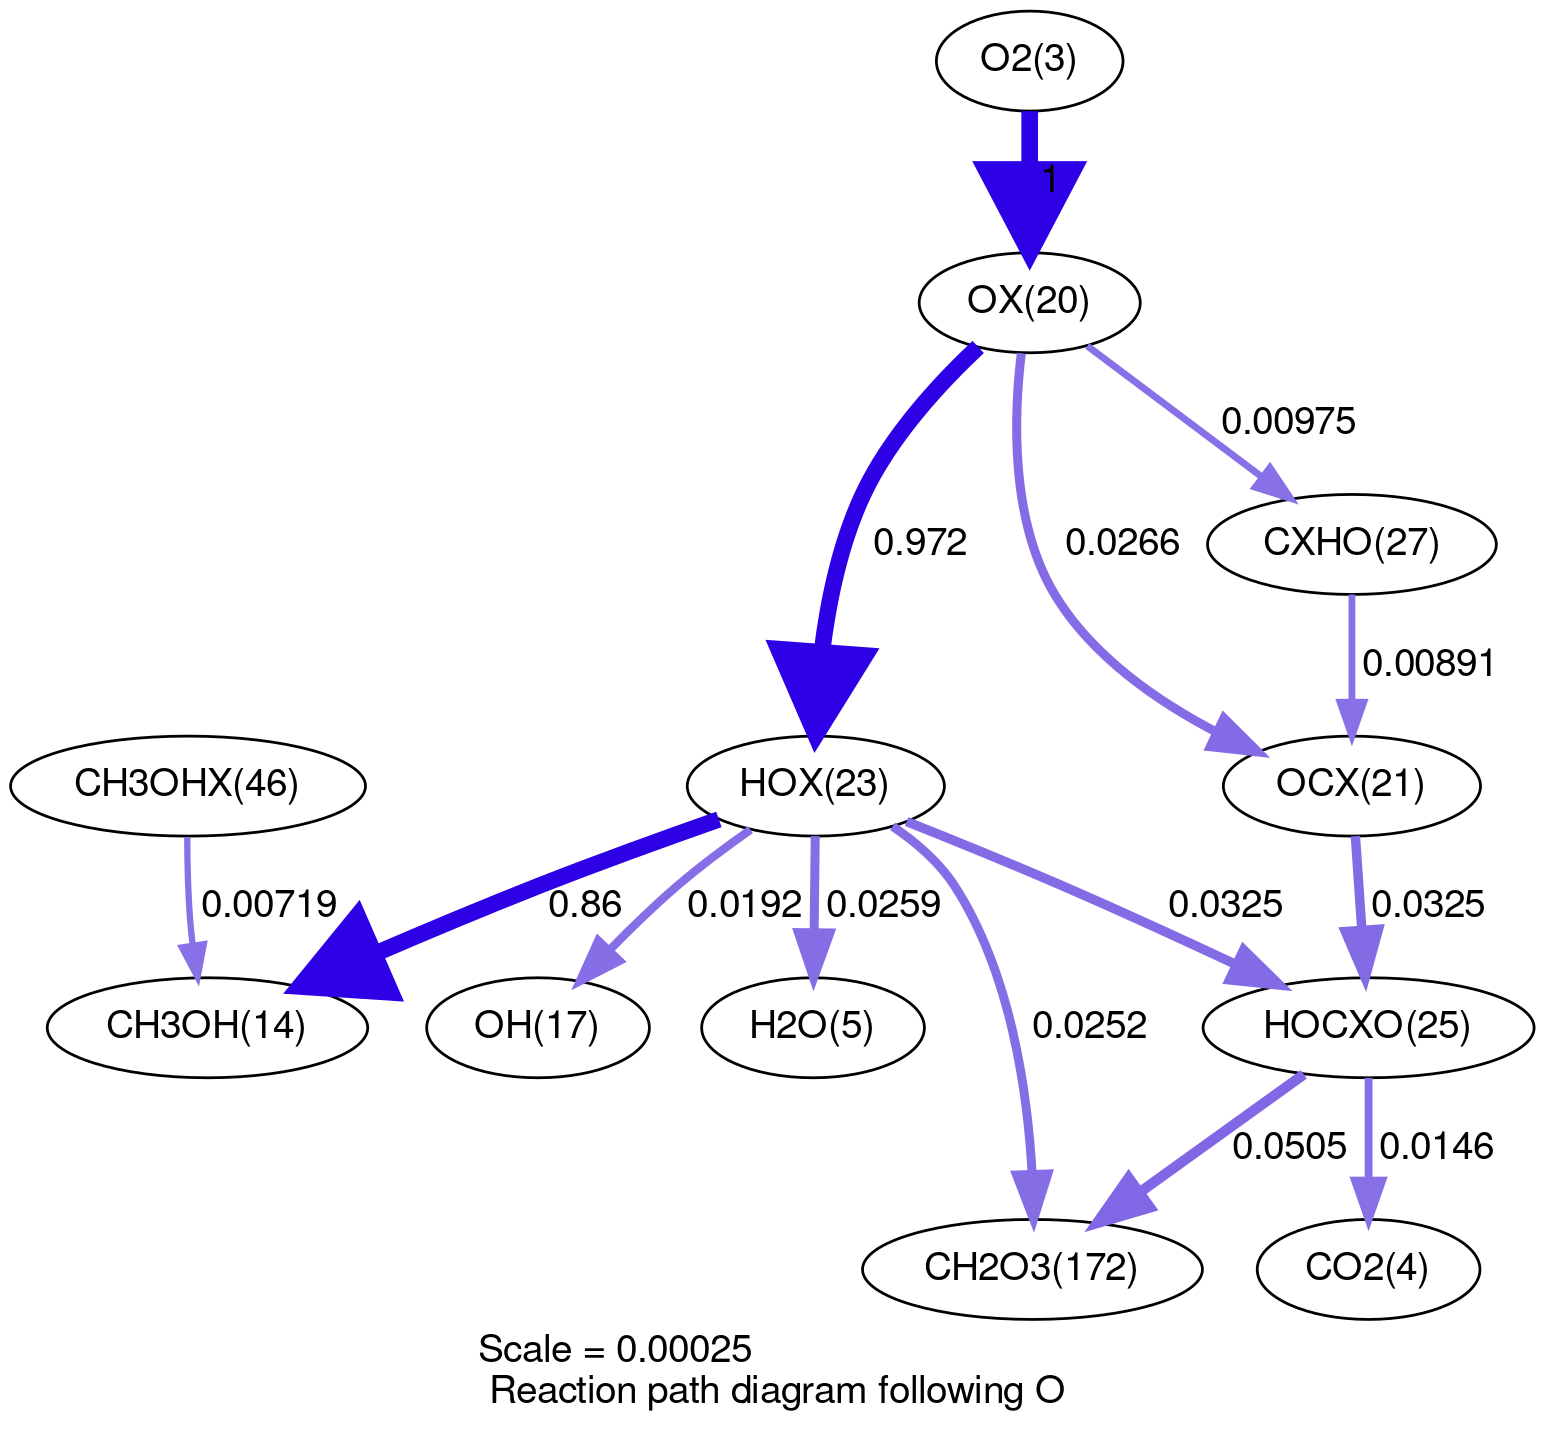 O2(3)
1
OX(20)
0.00975
0.972
0.0266
CXHO(27)
0.00891
CH3OHX(46)
HOX(23)
OCX(21)
0.00719
0.86
0.0192
0.0259
0.0325
0.0325
CH3OH(14)
OH(17)
H2O(5)
0.0252
HOCXO(25)
0.0505
0.0146
CH2O3(172)
CO2(4)
Scale = 0.00025
Reaction path diagram following O